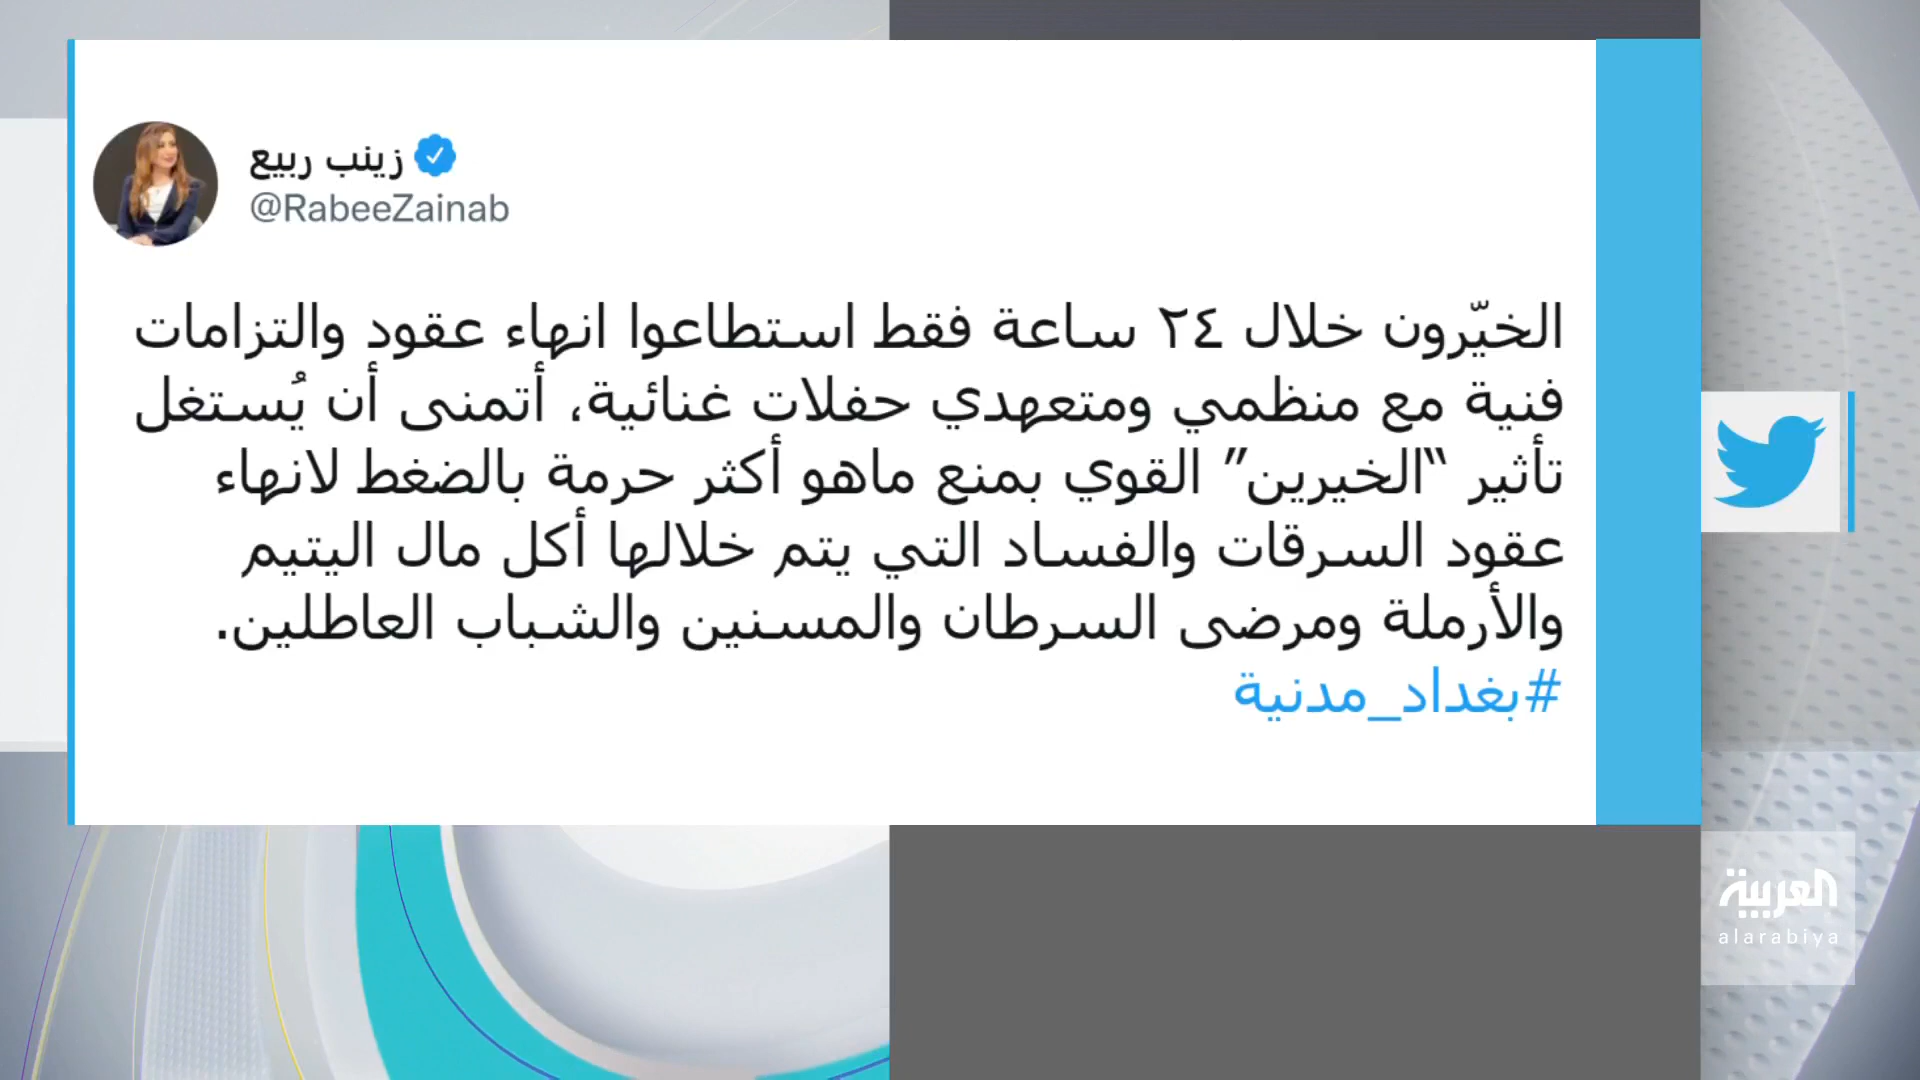 زينب ربيع
@RabeeZainab
الخيّرون خلال ٢٤ ساعة فقط استطاعوا انهاء عقود والتزامات
فنية مع منظمي ومتعهدي حفلات غنائية، أتمنى أن يُستغل
تأثير “الخيرين” القوي بمنع ماهو أكثر حرمة بالضغط لانهاء
عقود السرقات والفساد التي يتم خلالها أكل مال اليتيم
والأرملة ومرضى السرطان والمسنين والشباب العاطلين.
#بغداد_مدنية
العربية
alarabiya